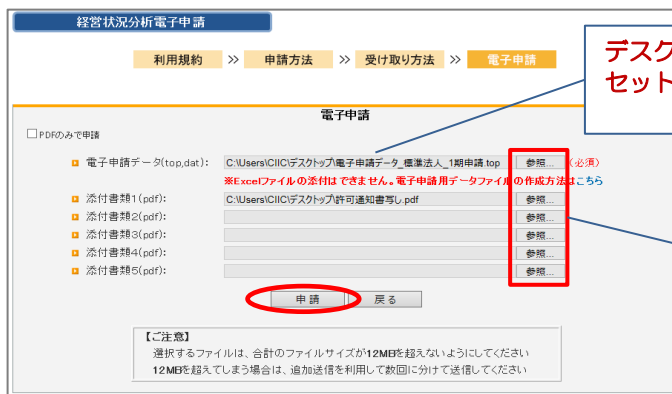 経営状況分析電子申請
利用規約 >> 申請方法 >> 受け取り方法 >> 電子申請
デスク
セット
電子申請
PDFのみで申請
電子申請データ(top,dat): C:\Users\CIIC\デスクトップ\電子申請データ_標準法人_1期申請.top 参照... (必須)
※Excelファイルの添付はできません。電子申請用データファイルの作成方法はこちら
添付書類1(pdf): C:\Users\CIIC\デスクトップ\許可通知書写し.pdf 参照...
添付書類2(pdf): 参照...
添付書類3(pdf): 参照...
添付書類4(pdf): 参照...
添付書類5(pdf): 参照...
申請 戻る
【ご注意】
選択するファイルは、合計のファイルサイズが12MBを超えないようにしてください
12MBを超えてしまう場合は、追加送信を利用して数回に分けて送信してください